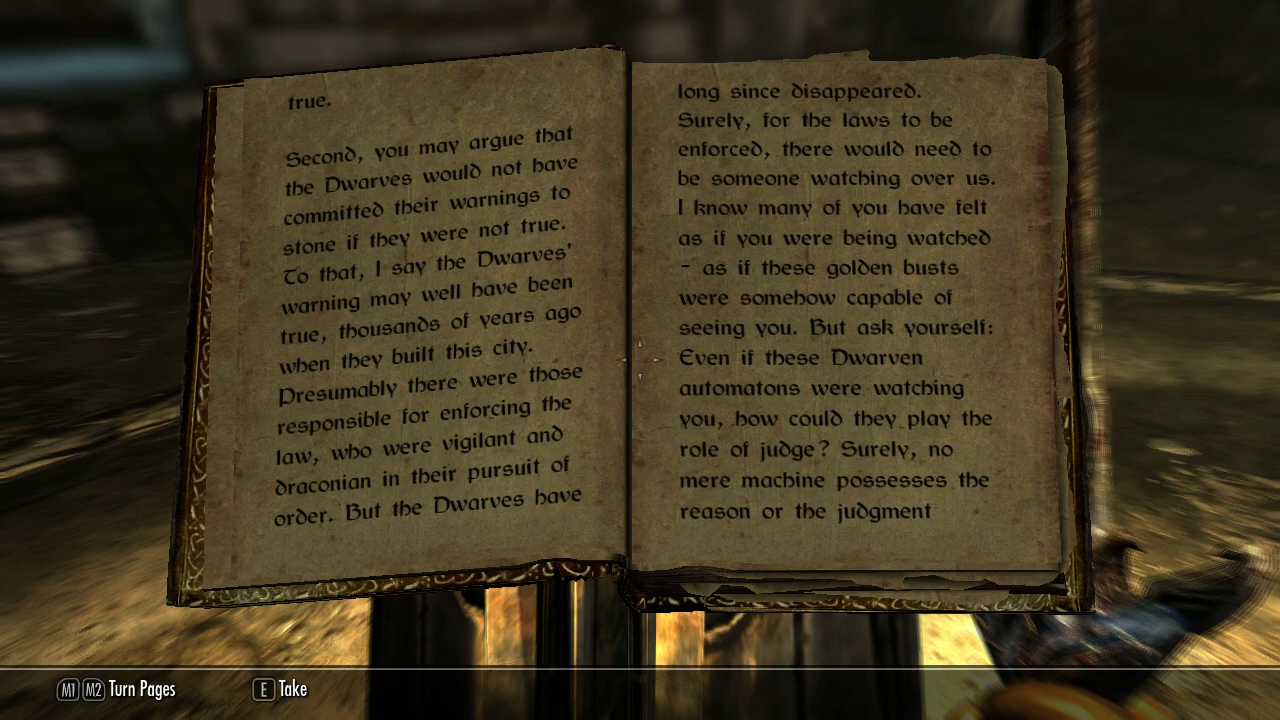 true.
Second, you may argue that
the Dwarves would not have
committed their warnings to
stone if they were not true.
To that, I say the Dwarves'
warning may well have been
true, thousands of years ago
when they built this city.
Presumably there were those
responsible for enforcing the
law, who were vigilant and
draconian in their pursuit of
order. But the Dwarves have
long since disappeared.
Surely, for the laws to be
enforced, there would need to
be someone watching over us.
I know many of you have felt
as if you were being watched
- as if these golden busts
were somehow capable of
seeing you. But ask yourself:
Even if these Dwarven
automatons were watching
you, how could they play the
role of judge? Surely, no
mere machine possesses the
reason or the judgment
M1 M2 Turn Pages
E Take